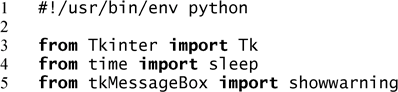 1 #!/usr/bin/env python
2
3 from Tkinter import Tk
4 from time import sleep
5 from tkMessageBox import showwarning